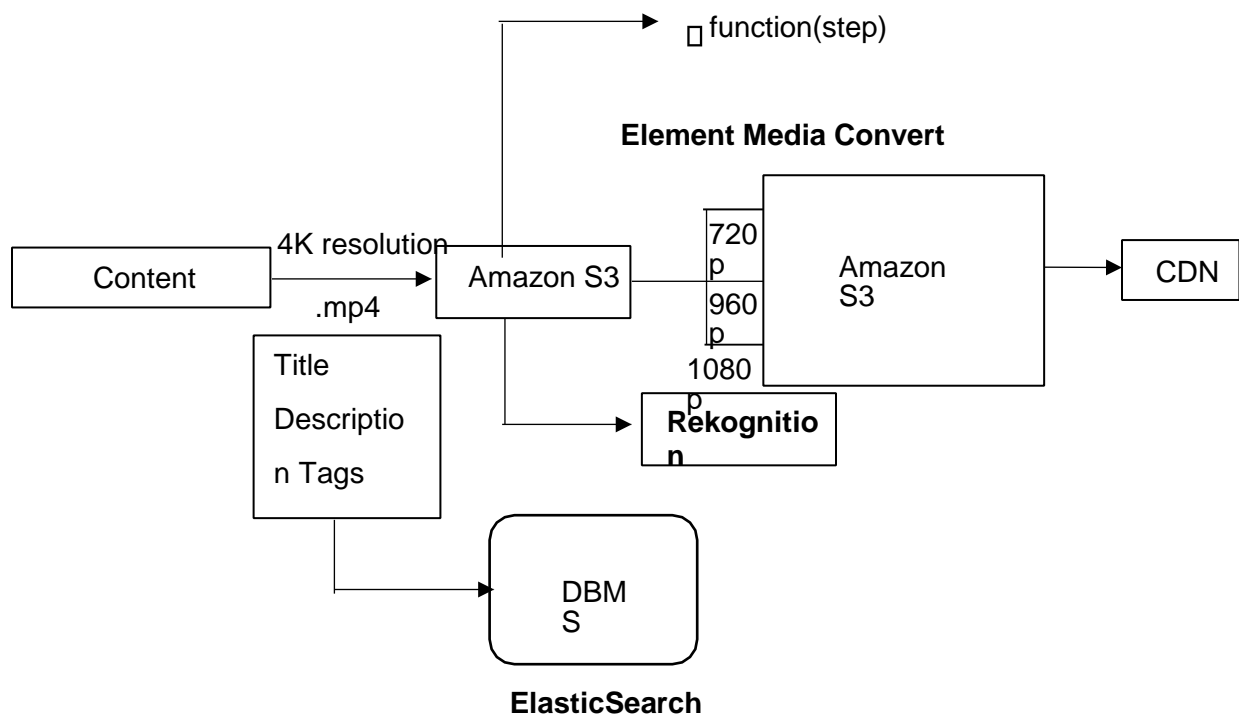 function(step)
Element Media Convert
4K resolution
Content
.mp4
Amazon S3
720
p
960
p
1080
p
Amazon
S3
CDN
Title
Descriptio
n Tags
Rekognitio
n
DBM
S
ElasticSearch